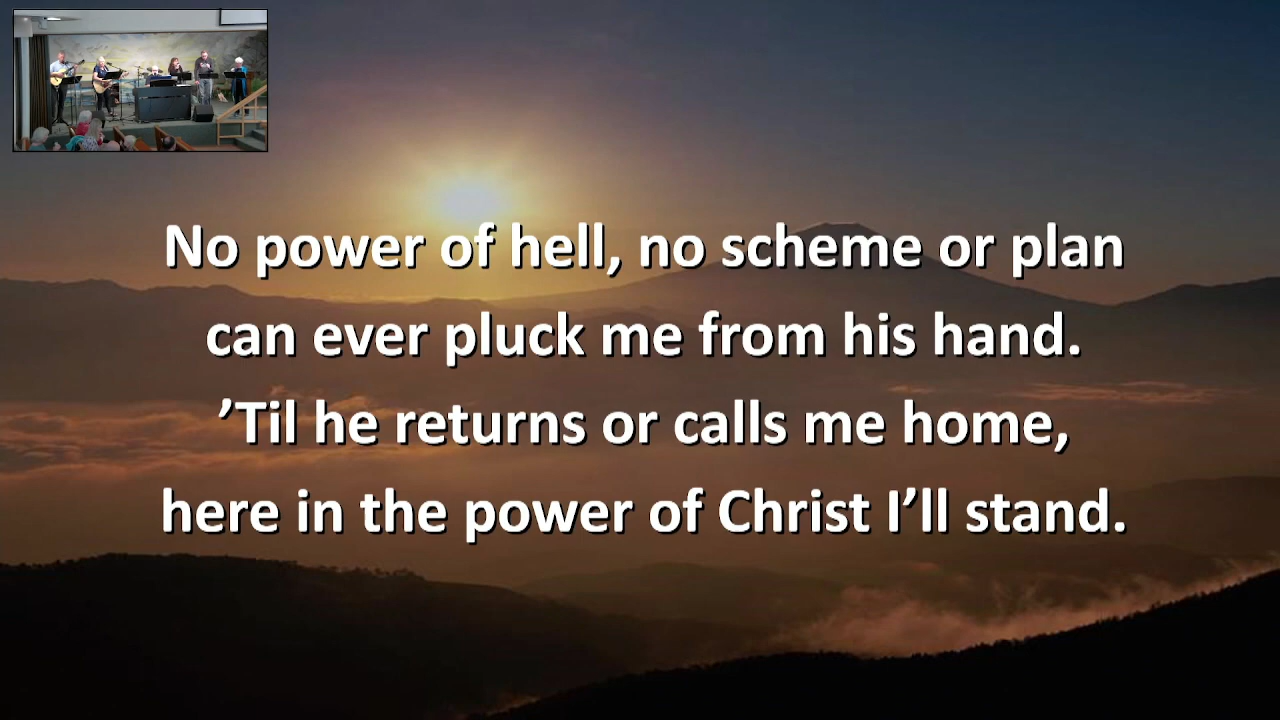 No power of hell, no scheme or plan
can ever pluck me from his hand.
’Til he returns or calls me home,
here in the power of Christ I’ll stand.